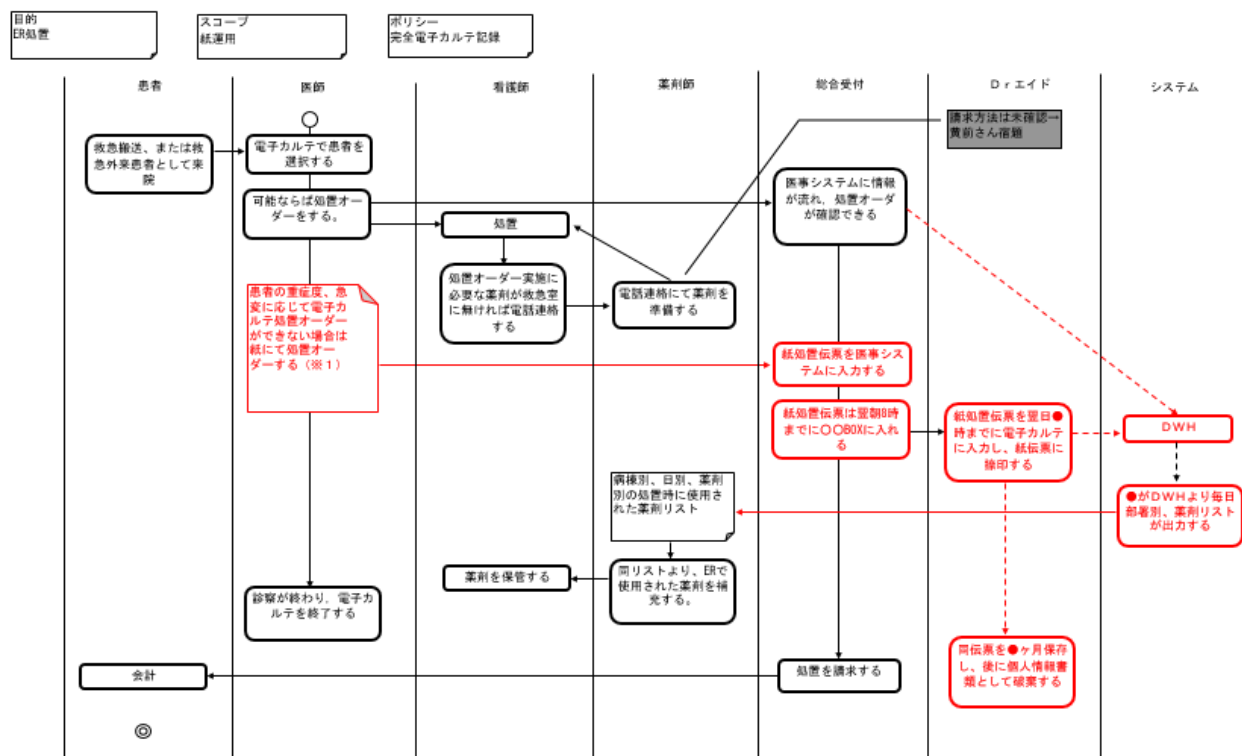 目的
ER処置
スコープ
紙運用
ポリシー
完全電子カルテ記録
患者
医師
看護師
薬剤師
総合受付
Drエイド
システム
請求方法は未確認→
黄前さん宿題
救急搬送、または救
急外来患者として来
院
電子カルテで患者を
選択する
可能ならば処置オー
ダーをする。
処置
医事システムに情報
が流れ、処置オーダ
が確認できる
処置オーダー実施に
必要な薬剤が救急室
に無ければ電話連絡
する
電話連絡にて薬剤を
準備する
患者の重症度、急
変に応じて電子カ
ルテ処置オーダー
ができない場合は
紙にて処置オー
ダーする（※１）
紙処置伝票を医事シス
テムに入力する
紙処置伝票は翌朝8時
までに〇〇BOXに入れ
る
紙処置伝票を翌日●
時までに電子カルテ
に入力し、紙伝票に
捺印する
DWH
●がDWHより毎日
部署別、薬剤リスト
が出力する
病棟別、日別、薬剤
別の処置時に使用さ
れた薬剤リスト
同リストより、ERで
使用された薬剤を補
充する。
薬剤を保管する
診察が終わり、電子カ
ルテを終了する
同伝票を●ヶ月保存
し、後に個人情報書
類として破棄する
処置を請求する
会計